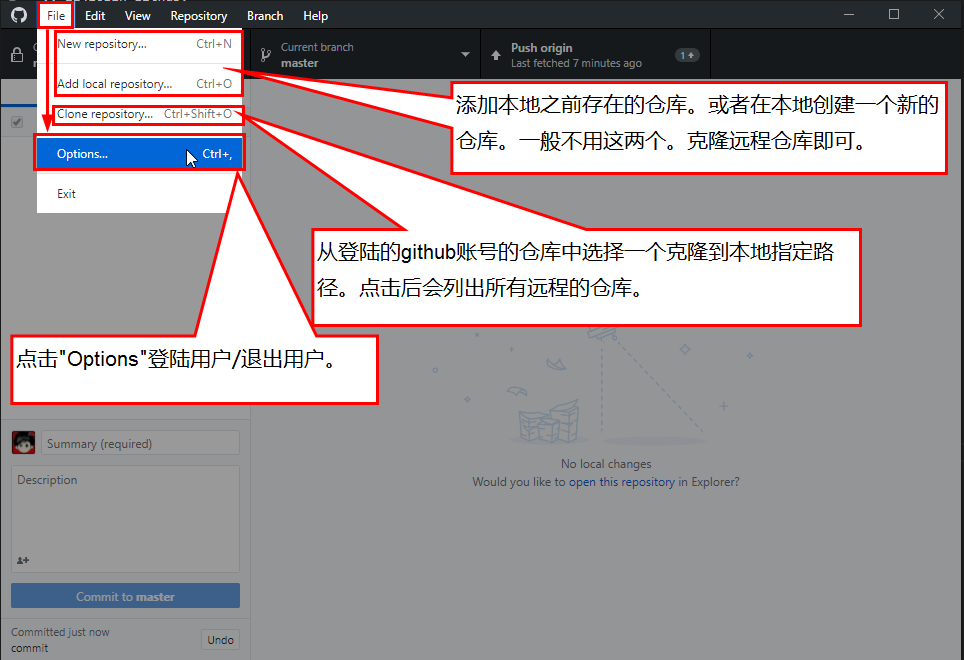 File Edit View Repository Branch Help
New repository... Ctrl+N
Add local repository... Ctrl+O
Clone repository... Ctrl+Shift+O
Options... Ctrl+,
Exit
Current branch
master
Push origin
Last fetched 7 minutes ago
1
添加本地之前存在的仓库。或者在本地创建一个新的
仓库。一般不用这两个。克隆远程仓库即可。
从登陆的github账号的仓库中选择一个克隆到本地指定路
径。点击后会列出所有远程的仓库。
点击"Options"登陆用户/退出用户。
No local changes
Would you like to open this repository in Explorer?
Summary (required)
Description
Commit to master
Committed just now
commit
Undo